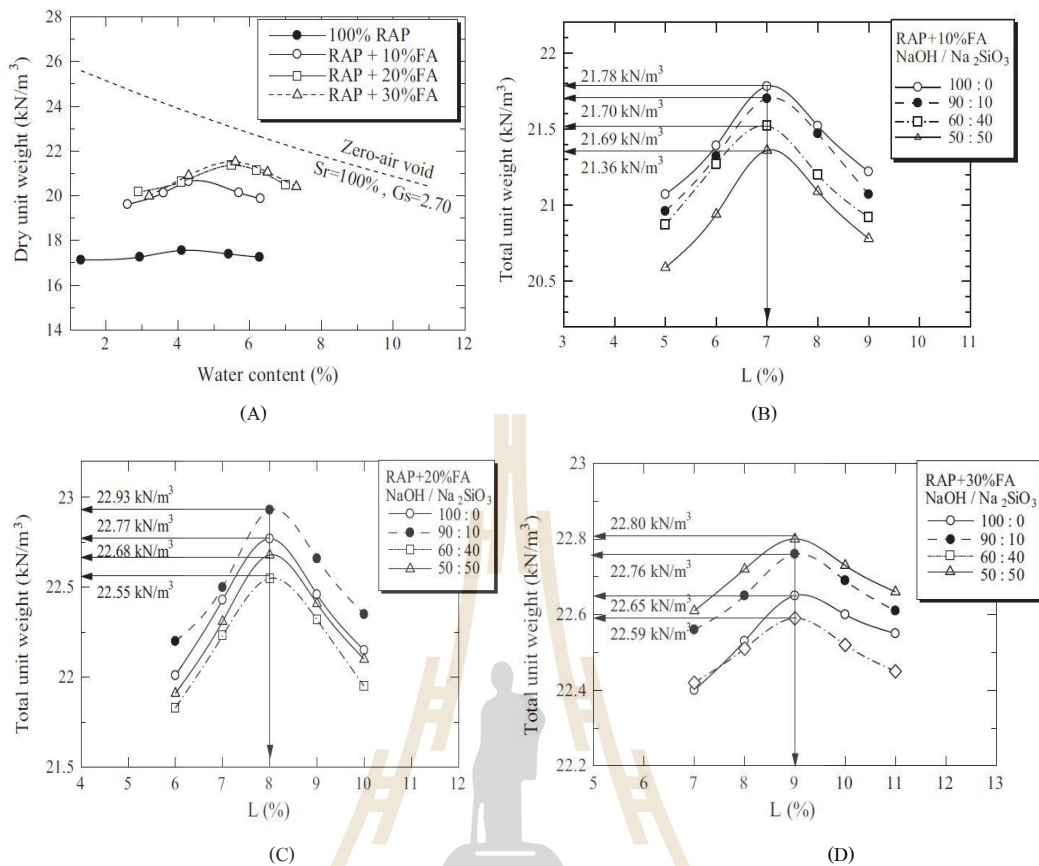 28
26
24
22
20
18
16
14
Dry unit weight (kN/m³)
100% RAP
RAP + 10%FA
RAP + 20%FA
RAP + 30%FA
Zero-air void
Sr=100% , Gs=2.70
0 2 4 6 8 10 12
Water content (%)
(A)
22
21.5
21
20.5
Total unit weight (kN/m³)
RAP+10%FA
NaOH / Na₂SiO₃
100 : 0
90 : 10
60 : 40
50 : 50
21.78 kN/m³
21.70 kN/m³
21.69 kN/m³
21.36 kN/m³
3 4 5 6 7 8 9 10 11
L (%)
(B)
23
22.5
22
21.5
Total unit weight (kN/m³)
RAP+20%FA
NaOH / Na₂SiO₃
100 : 0
90 : 10
60 : 40
50 : 50
22.93 kN/m³
22.77 kN/m³
22.68 kN/m³
22.55 kN/m³
4 5 6 7 8 9 10 11 12
L (%)
(C)
23
22.8
22.6
22.4
22.2
Total unit weight (kN/m³)
RAP+30%FA
NaOH / Na₂SiO₃
100 : 0
90 : 10
60 : 40
50 : 50
22.80 kN/m³
22.76 kN/m³
22.65 kN/m³
22.59 kN/m³
5 6 7 8 9 10 11 12 13
L (%)
(D)